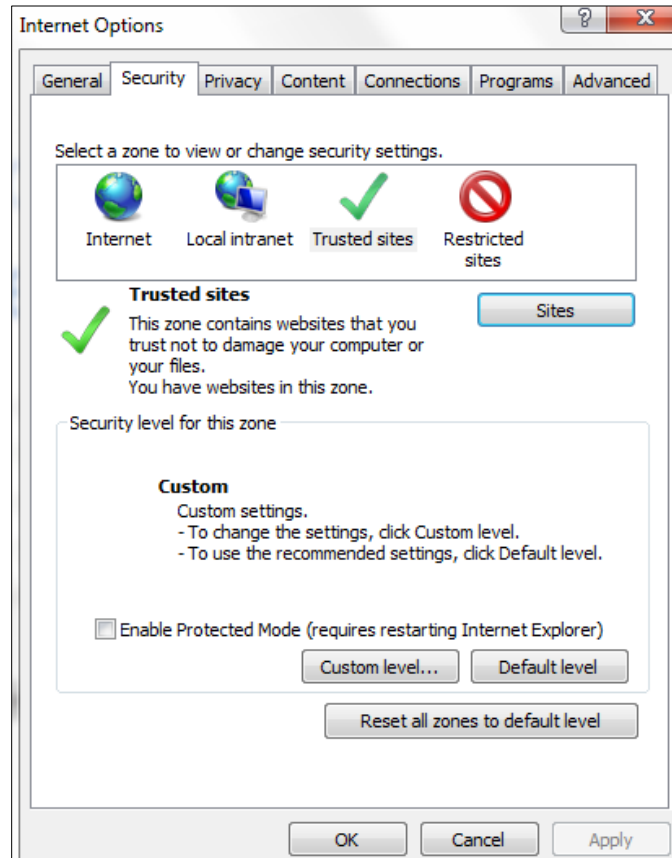 Internet Options
General Security Privacy Content Connections Programs Advanced
Select a zone to view or change security settings.
Internet Local intranet Trusted sites Restricted
sites
Trusted sites
Sites
This zone contains websites that you
trust not to damage your computer or
your files.
You have websites in this zone.
Security level for this zone
Custom
Custom settings.
- To change the settings, click Custom level.
- To use the recommended settings, click Default level.
Enable Protected Mode (requires restarting Internet Explorer)
Custom level... Default level
Reset all zones to default level
OK Cancel Apply